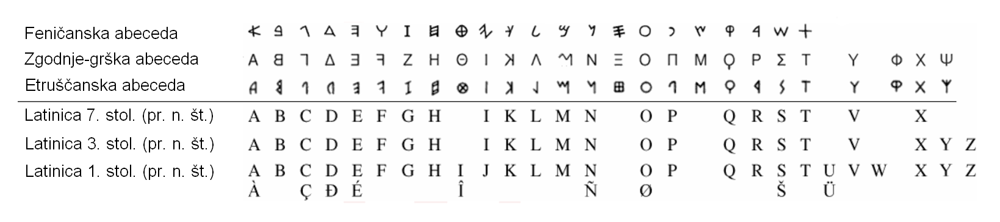 Feničanska abeceda 𐤀 𐤁 𐤂 𐤃 𐤄 𐤅 𐤆 𐤇 𐤈 𐤉 𐤊 𐤋 𐤌 𐤍 𐤎 𐤏 𐤐 𐤑 𐤒 𐤓 𐤔 𐤕
Zgodnje-grška abeceda Α Β Γ Δ Ε Ϝ Ζ Η Θ Ι Κ Λ Μ Ν Ξ Ο Π Ϻ Ϙ Ρ Σ Τ Υ Φ Χ Ψ
Etruščanska abeceda 𐌀 𐌁 𐌂 𐌃 𐌄 𐌅 𐌆 𐌇 𐌈 𐌉 𐌊 𐌋 𐌌 𐌍 𐌎 𐌏 𐌐 𐌑 𐌒 𐌓 𐌔 𐌕 𐌖 𐌘 𐌗 𐌙
Latinica 7. stol. (pr. n. št.) A B C D E F G H I K L M N O P Q R S T V X
Latinica 3. stol. (pr. n. št.) A B C D E F G H I K L M N O P Q R S T V X Y Z
Latinica 1. stol. (pr. n. št.) A B C D E F G H I J K L M N O P Q R S T U V W X Y Z
À Ç Đ É Î Ñ Ø Š Ü